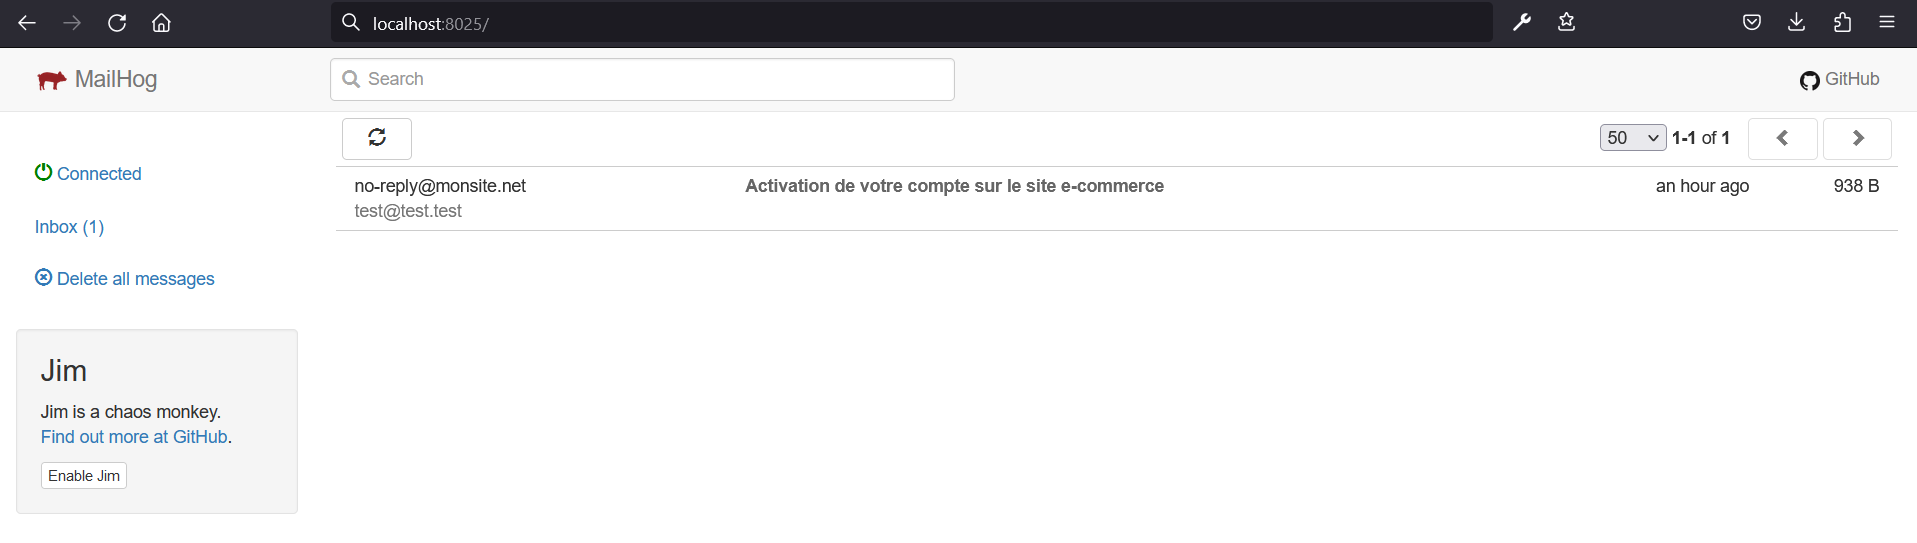 localhost:8025/
MailHog
Search
GitHub
50
1-1 of 1
Connected
Inbox (1)
Delete all messages
no-reply@monsite.net
test@test.test
Activation de votre compte sur le site e-commerce
an hour ago
938 B
Jim
Jim is a chaos monkey.
Find out more at GitHub.
Enable Jim